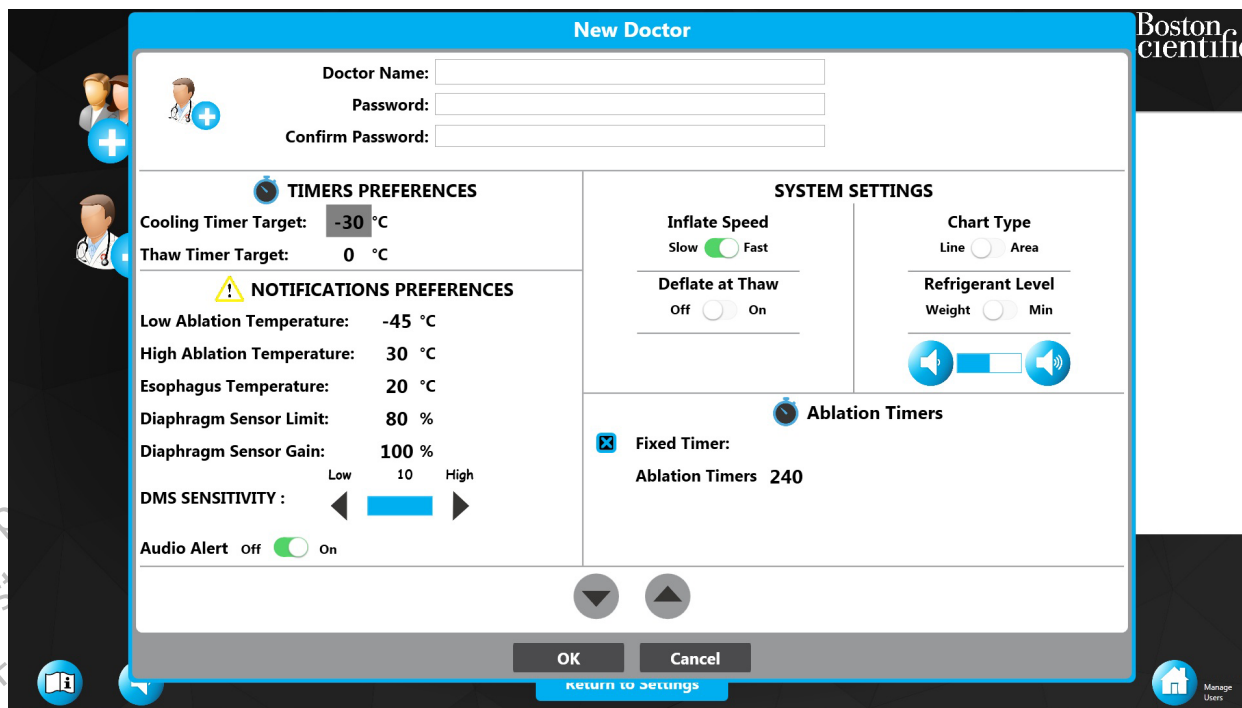 New Doctor
Boston
cientific
Doctor Name:
Password:
Confirm Password:
TIMERS PREFERENCES
Cooling Timer Target: -30 °C
Thaw Timer Target: 0 °C
NOTIFICATIONS PREFERENCES
Low Ablation Temperature: -45 °C
High Ablation Temperature: 30 °C
Esophagus Temperature: 20 °C
Diaphragm Sensor Limit: 80 %
Diaphragm Sensor Gain: 100 %
Low 10 High
DMS SENSITIVITY :
Audio Alert Off On
SYSTEM SETTINGS
Inflate Speed
Slow Fast
Deflate at Thaw
Off On
Chart Type
Line Area
Refrigerant Level
Weight Min
Ablation Timers
Fixed Timer:
Ablation Timers 240
OK Cancel
Return to Settings
Manage
Users